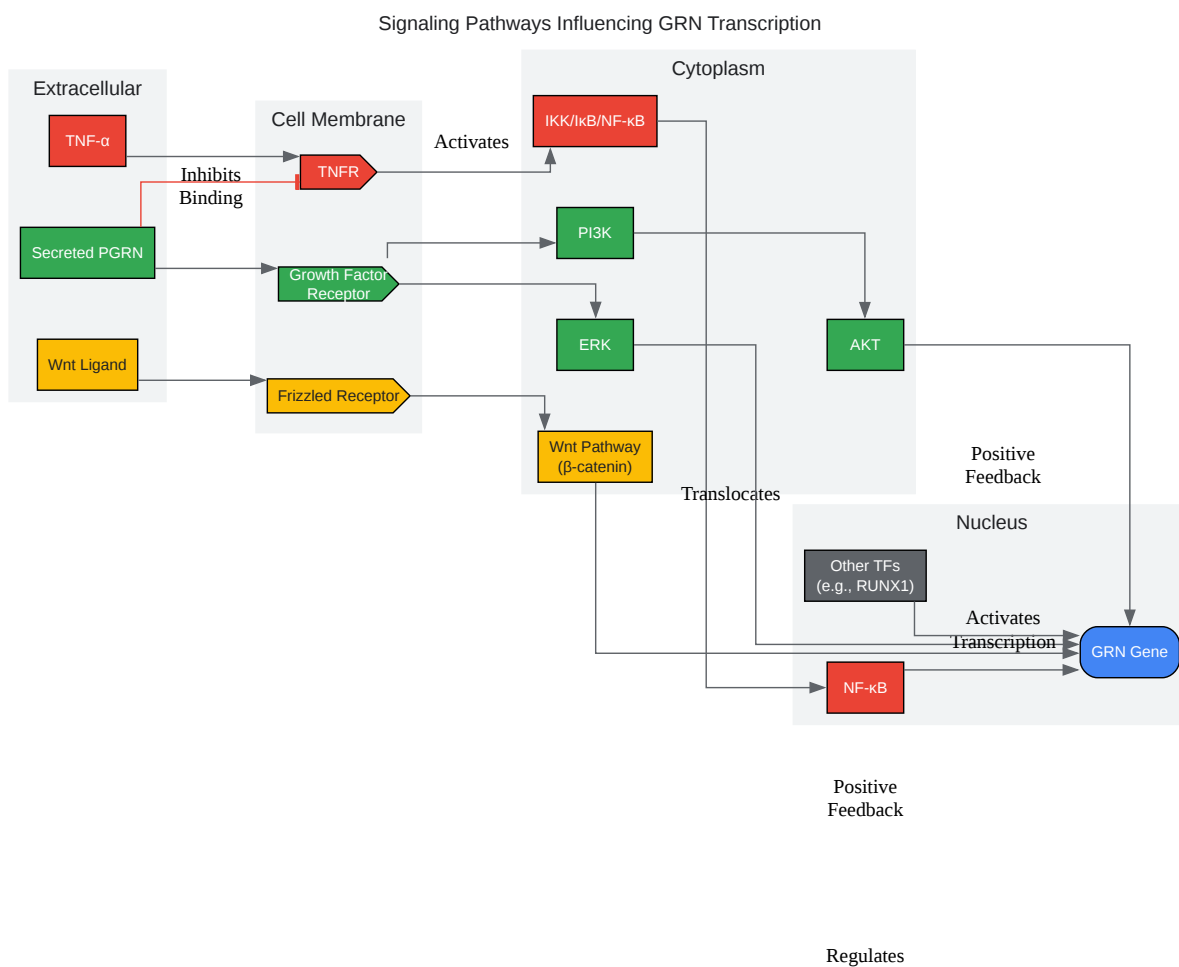 Signaling Pathways Influencing GRN Transcription
Extracellular
TNF-α
Secreted PGRN
Wnt Ligand
Inhibits
Binding
Cell Membrane
TNFR
Growth Factor
Receptor
Frizzled Receptor
Activates
Cytoplasm
IKK/IκB/NF-κB
PI3K
ERK
AKT
Wnt Pathway
(β-catenin)
Translocates
Positive
Feedback
Nucleus
Other TFs
(e.g., RUNX1)
Activates
Transcription
GRN Gene
NF-κB
Positive
Feedback
Regulates